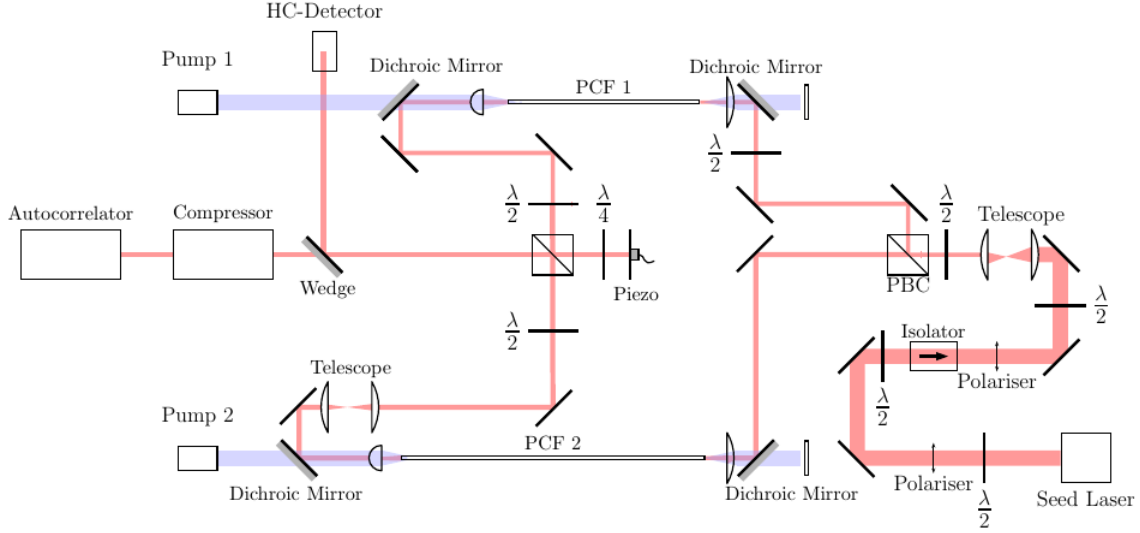 HC-Detector
Pump 1
Dichroic Mirror
PCF 1
Dichroic Mirror
λ/2
λ/2
λ/4
λ/2
Telescope
Autocorrelator
Compressor
Wedge
Piezo
PBC
λ/2
λ/2
Isolator
Polariser
λ/2
Telescope
Pump 2
PCF 2
Dichroic Mirror
Dichroic Mirror
Polariser
λ/2
Seed Laser